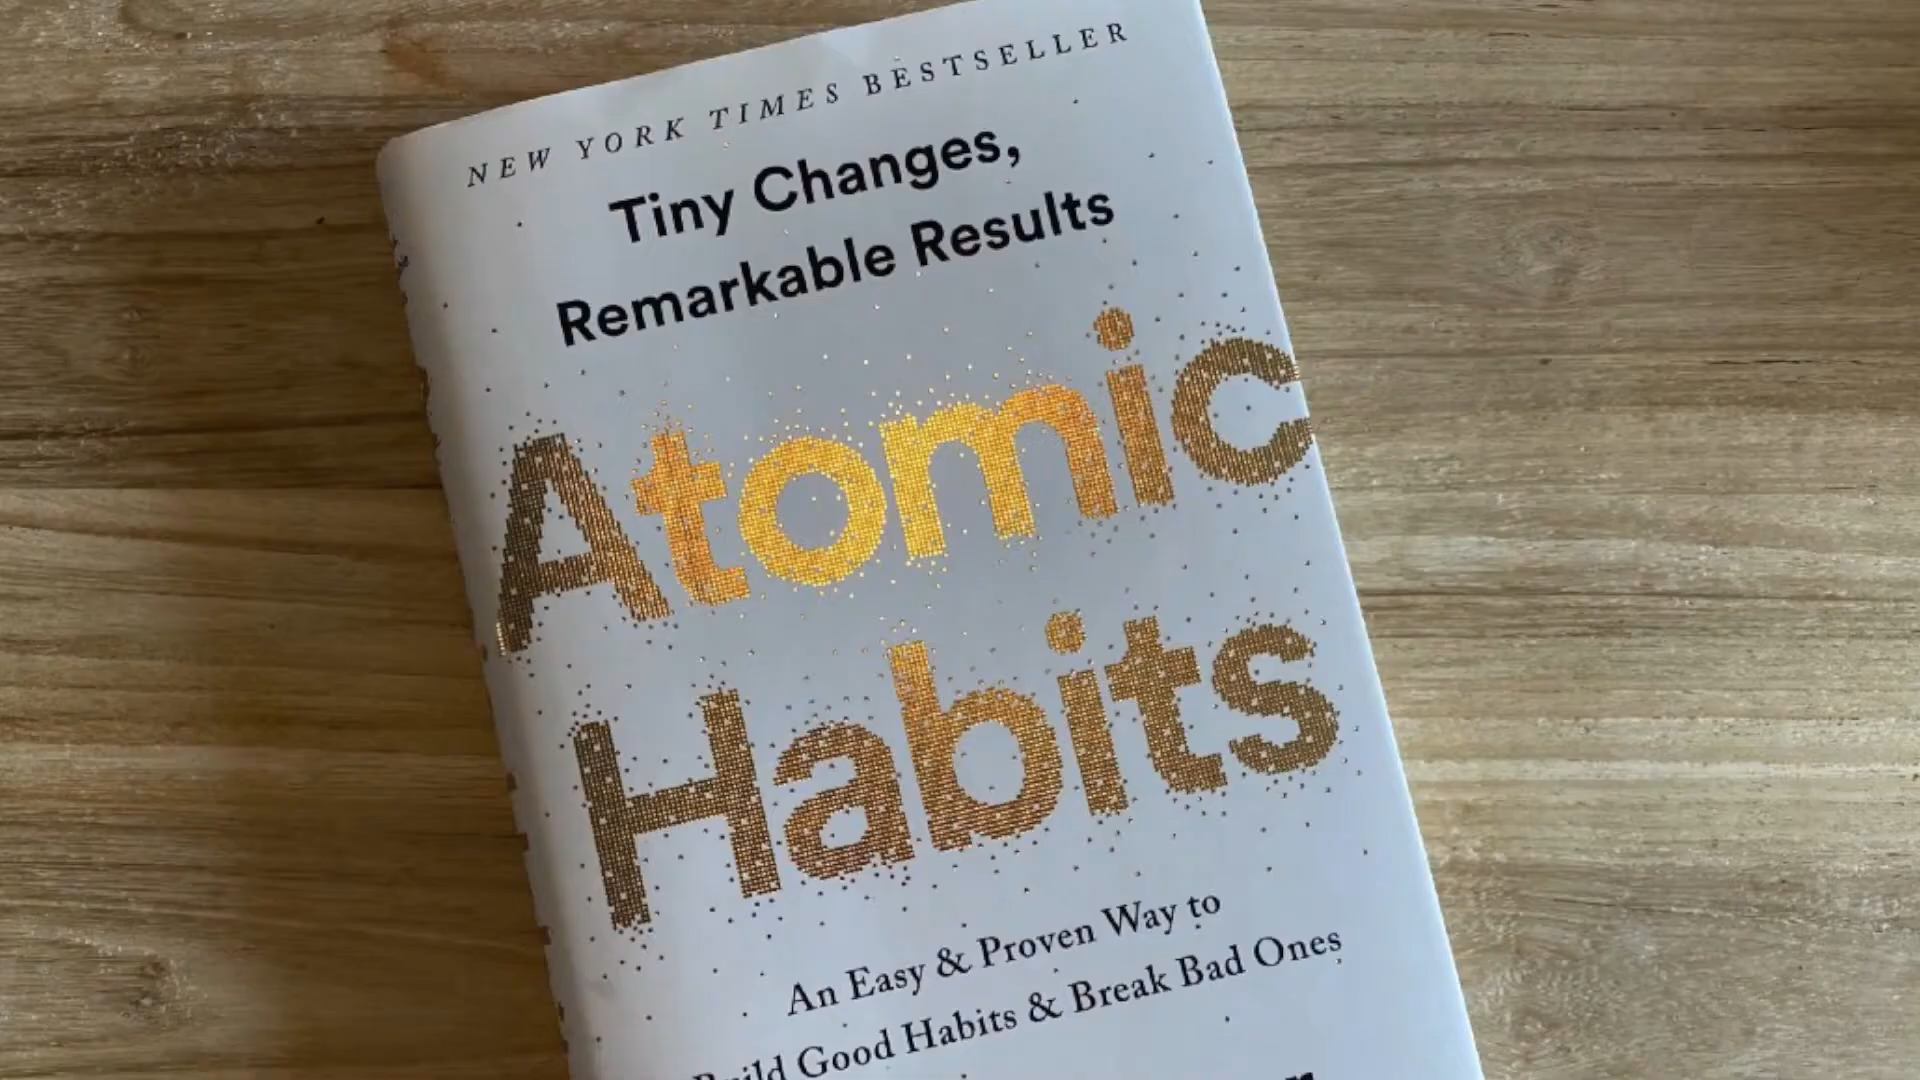 NEW YORK TIMES BESTSELLER
Tiny Changes,
Remarkable Results
Atomic
Habits
An Easy & Proven Way to
Build Good Habits & Break Bad Ones